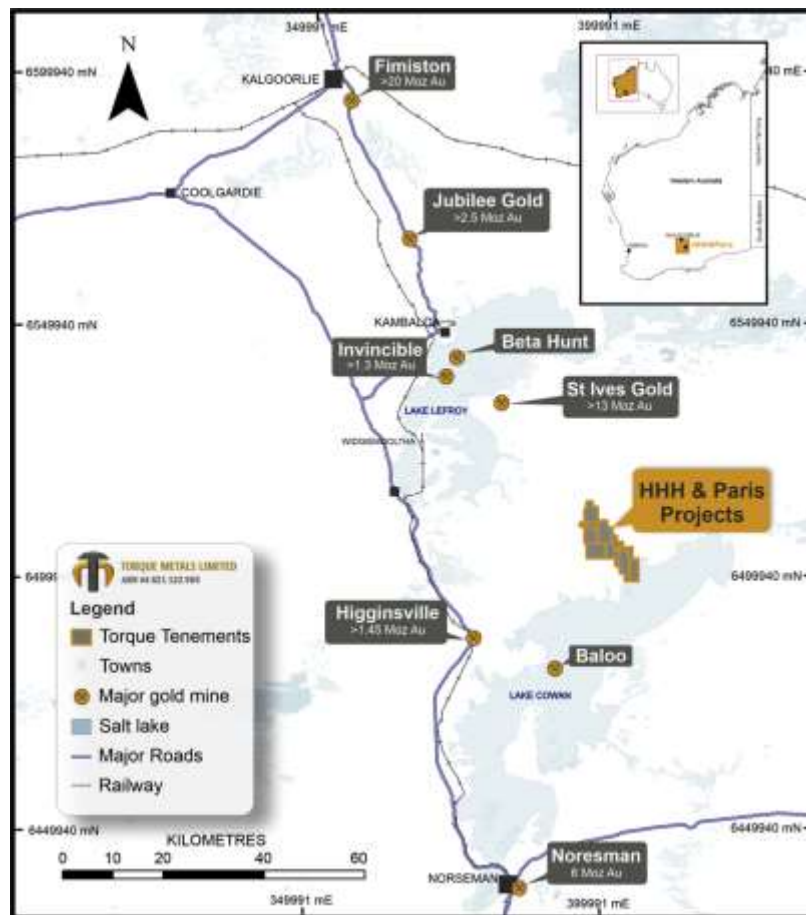 349991 mE
399991 mE
N
6599940 mN
KALGOORLIE
Fimiston
>20 Moz Au
COOLGARDIE
Jubilee Gold
>2.5 Moz Au
Western Australia
6549940 mN
6549940 mN
KAMBALDA
Beta Hunt
Invincible
>1.3 Moz Au
St Ives Gold
>13 Moz Au
LAKE LEFROY
WIDGIEMOOLTHA
HHH & Paris
Projects
TORQUE METALS LIMITED
6499940 mN
Legend
Torque Tenements
Towns
Major gold mine
Salt lake
Major Roads
Railway
Higginsville
>1.45 Moz Au
Baloo
LAKE COWAN
6449940 mN
6449940 mN
KILOMETRES
0 10 20 40 60
NORSEMAN
Noresman
6 Moz Au
349991 mE
399991 mE